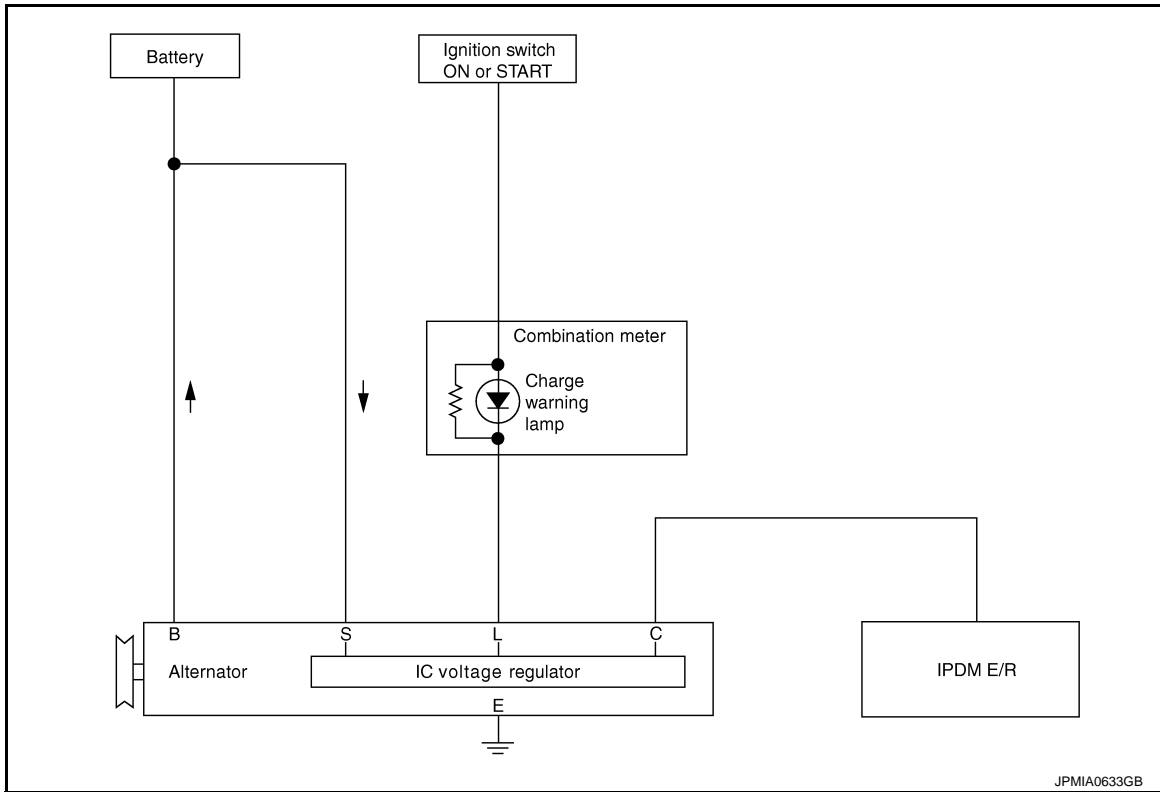 Battery
Ignition switch
ON or START
Combination meter
Charge
warning
lamp
B
S
L
C
Alternator
IC voltage regulator
E
IPDM E/R
JPMIA0633GB